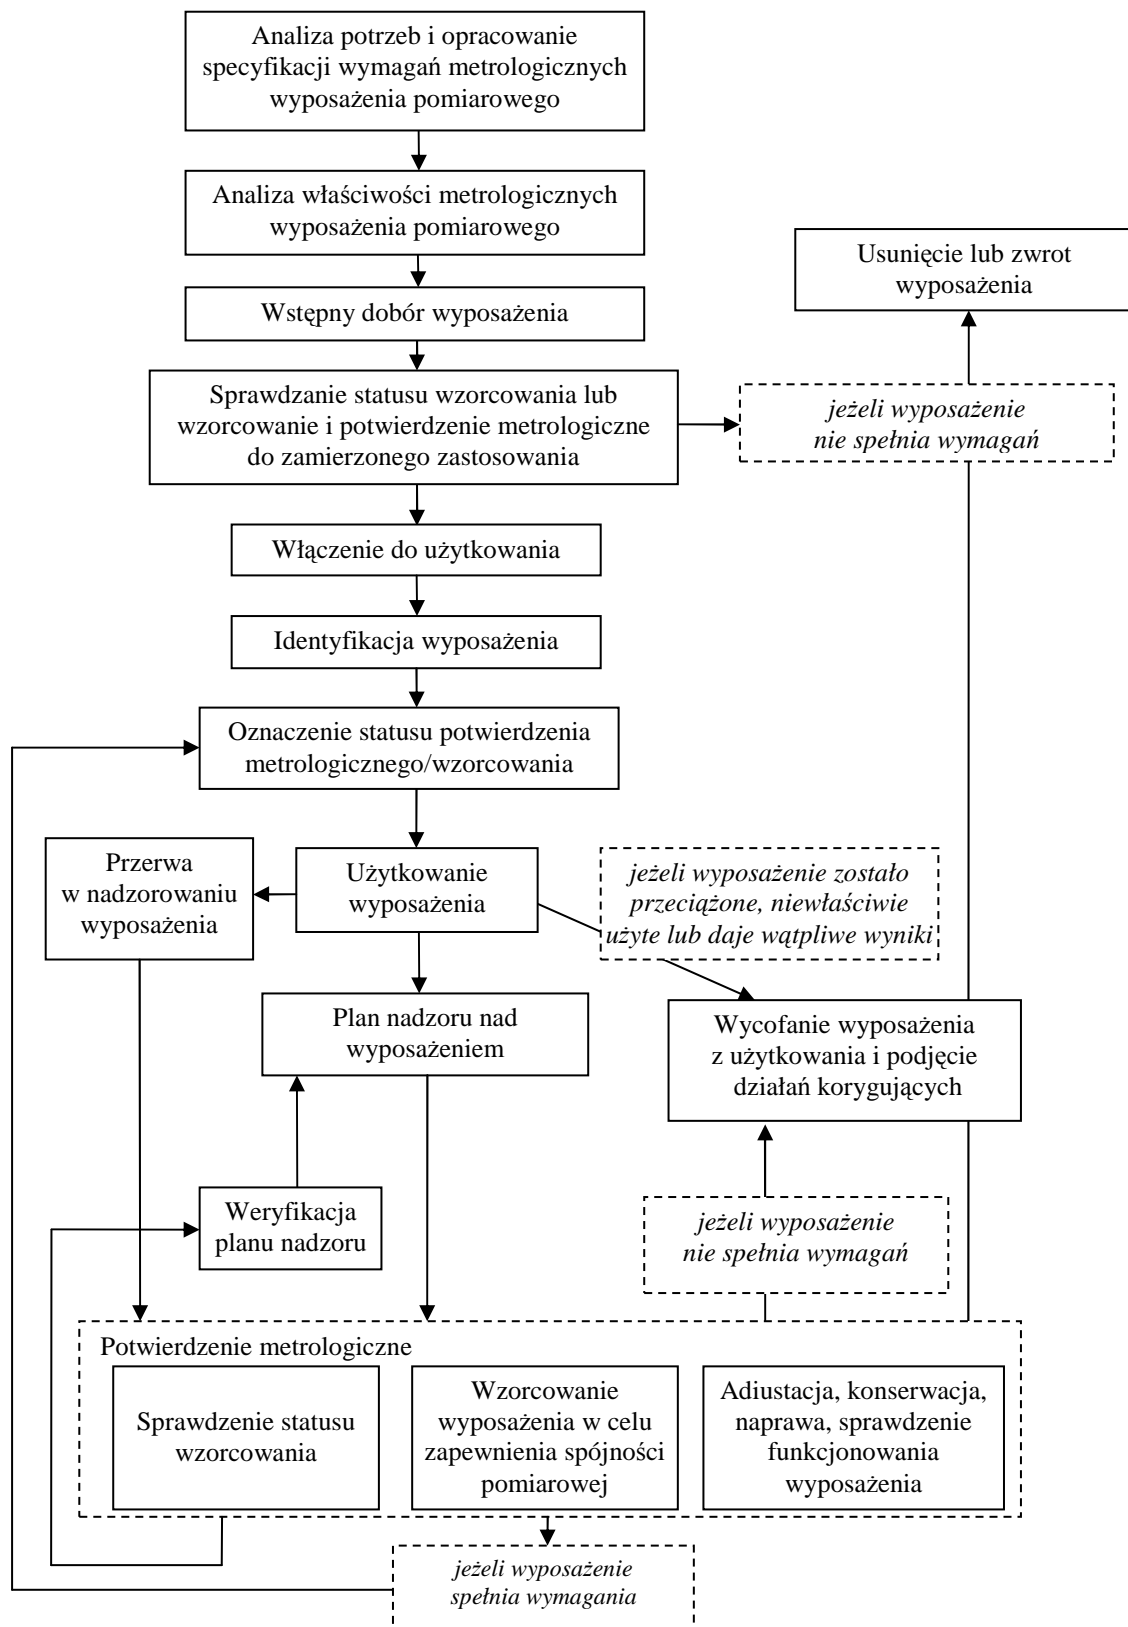 Analiza potrzeb i opracowanie
specyfikacji wymagań metrologicznych
wyposażenia pomiarowego
Analiza właściwości metrologicznych
wyposażenia pomiarowego
Usunięcie lub zwrot
wyposażenia
Wstępny dobór wyposażenia
Sprawdzanie statusu wzorcowania lub
wzorcowanie i potwierdzenie metrologiczne
do zamierzonego zastosowania
jeżeli wyposażenie
nie spełnia wymagań
Włączenie do użytkowania
Identyfikacja wyposażenia
Oznaczenie statusu potwierdzenia
metrologicznego/wzorcowania
Przerwa
w nadzorowaniu
wyposażenia
Użytkowanie
wyposażenia
jeżeli wyposażenie zostało
przeciążone, niewłaściwie
użyte lub daje wątpliwe wyniki
Plan nadzoru nad
wyposażeniem
Wycofanie wyposażenia
z użytkowania i podjęcie
działań korygujących
Weryfikacja
planu nadzoru
jeżeli wyposażenie
nie spełnia wymagań
Potwierdzenie metrologiczne
Sprawdzenie statusu
wzorcowania
Wzorcowanie
wyposażenia w celu
zapewnienia spójności
pomiarowej
Adiustacja, konserwacja,
naprawa, sprawdzenie
funkcjonowania
wyposażenia
jeżeli wyposażenie
spełnia wymagania